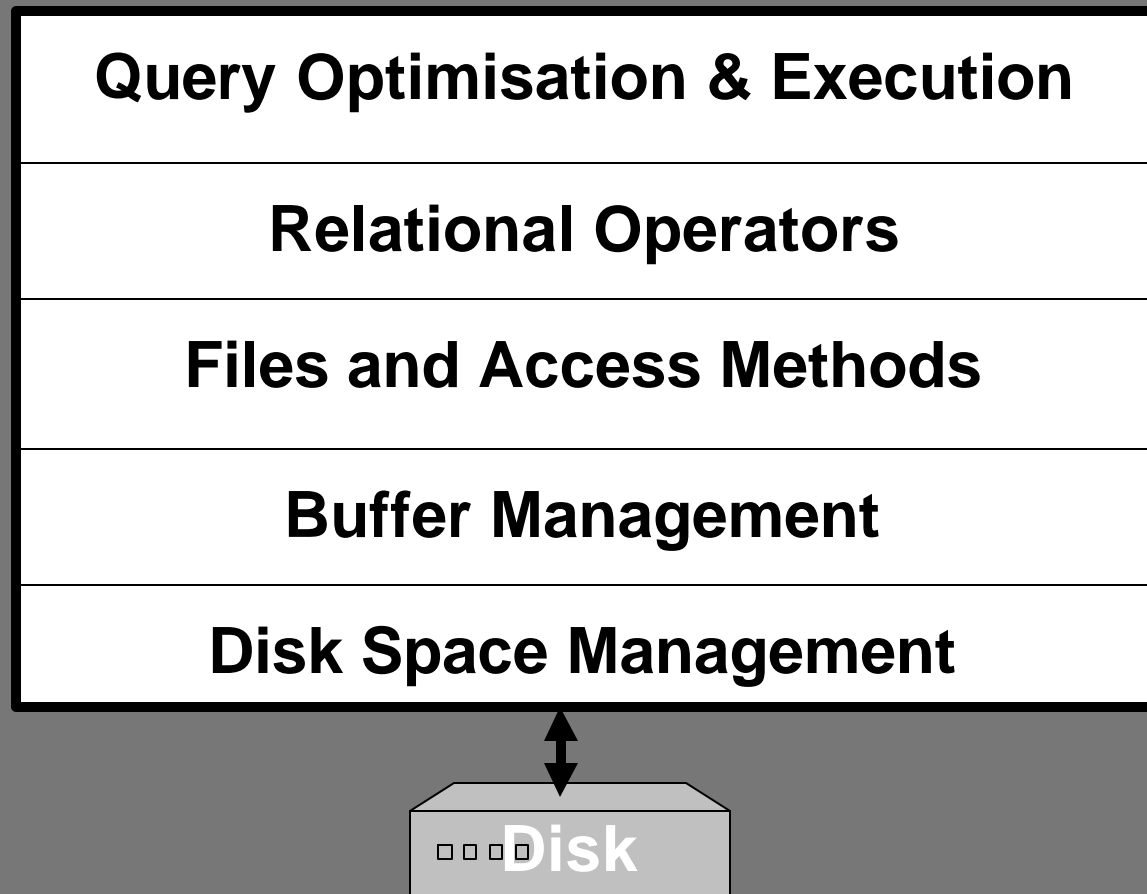 Query Optimisation & Execution
Relational Operators
Files and Access Methods
Buffer Management
Disk Space Management
Disk